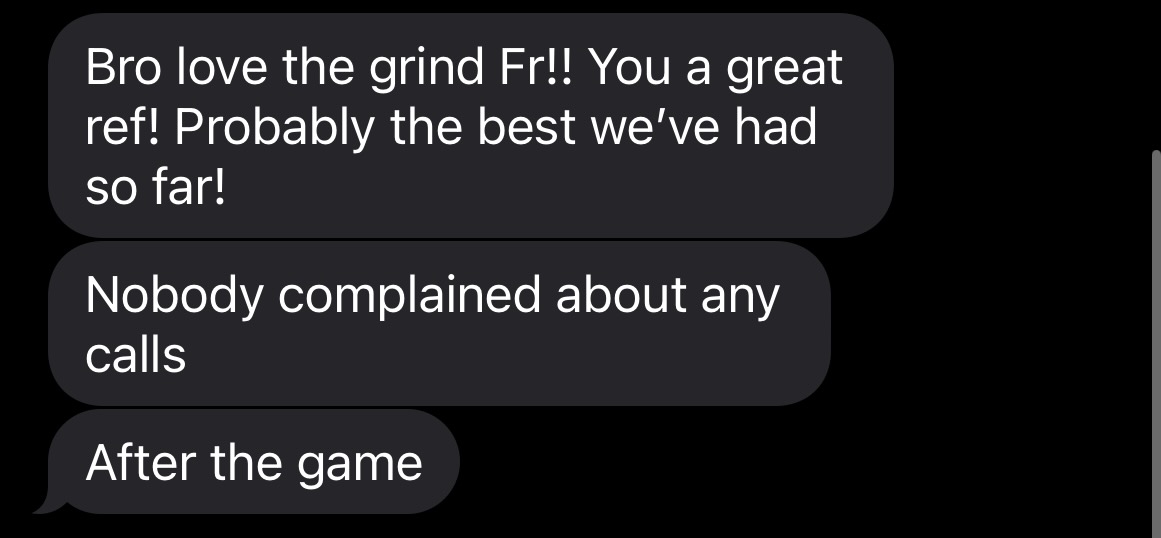 Bro love the grind Fr!! You a great
ref! Probably the best we’ve had
so far!
Nobody complained about any
calls
After the game